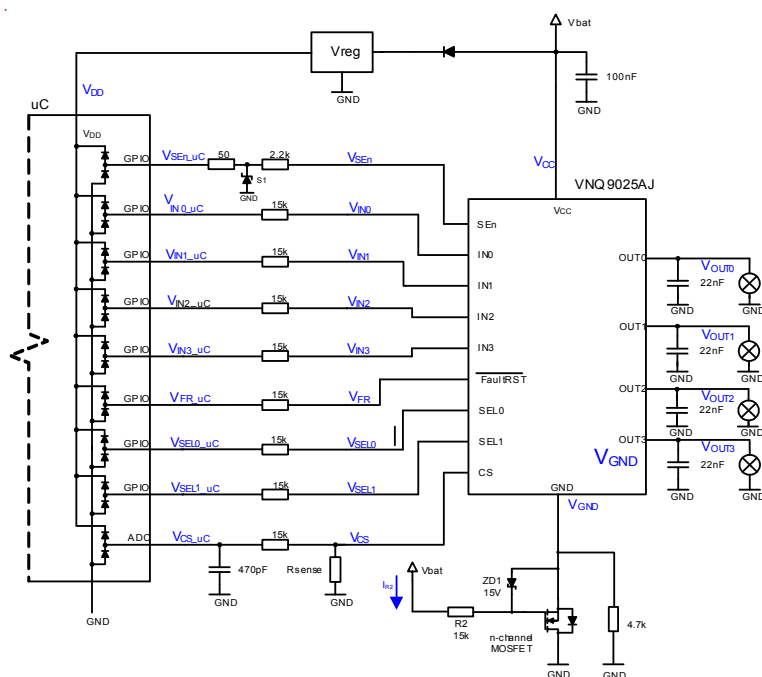 Vbat
Vreg
100nF
GND
GND
VDD
uC
VDD
VCC
VNQ9025AJ
VCC
GPIO VSEn_uC 50 2.2k VSEn
S1
GND
SEn
GPIO V
IN0_uC 15k VIN0
IN0
GPIO VIN1_uC 15k VIN1
IN1
GPIO VIN2_uC 15k VIN2
IN2
GPIO VIN3_uC 15k VIN3
IN3
GPIO VFR_uC 15k VFR
FaultRST
GPIO VSEL0_uC 15k VSEL0
SEL0
GPIO VSEL1_uC 15k VSEL1
SEL1
ADC VCS_uC 15k VCS
CS
OUT0 VOUT0
22nF
GND GND
OUT1 VOUT1
22nF
GND GND
OUT2 VOUT2
22nF
GND GND
OUT3 VOUT3
22nF
GND GND
VGND
GND
VGND
470pF
GND
Rsense
GND
GND
IR2
Vbat
R2
15k
ZD1
15V
n-channel
MOSFET
4.7k
GND
GND